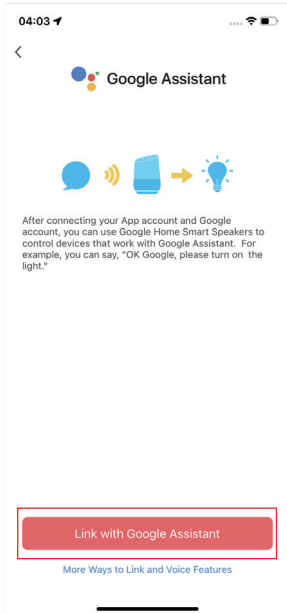 04:03
Google Assistant
After connecting your App account and Google
account, you can use Google Home Smart Speakers to
control devices that work with Google Assistant. For
example, you can say, "OK Google, please turn on the
light."
Link with Google Assistant
More Ways to Link and Voice Features